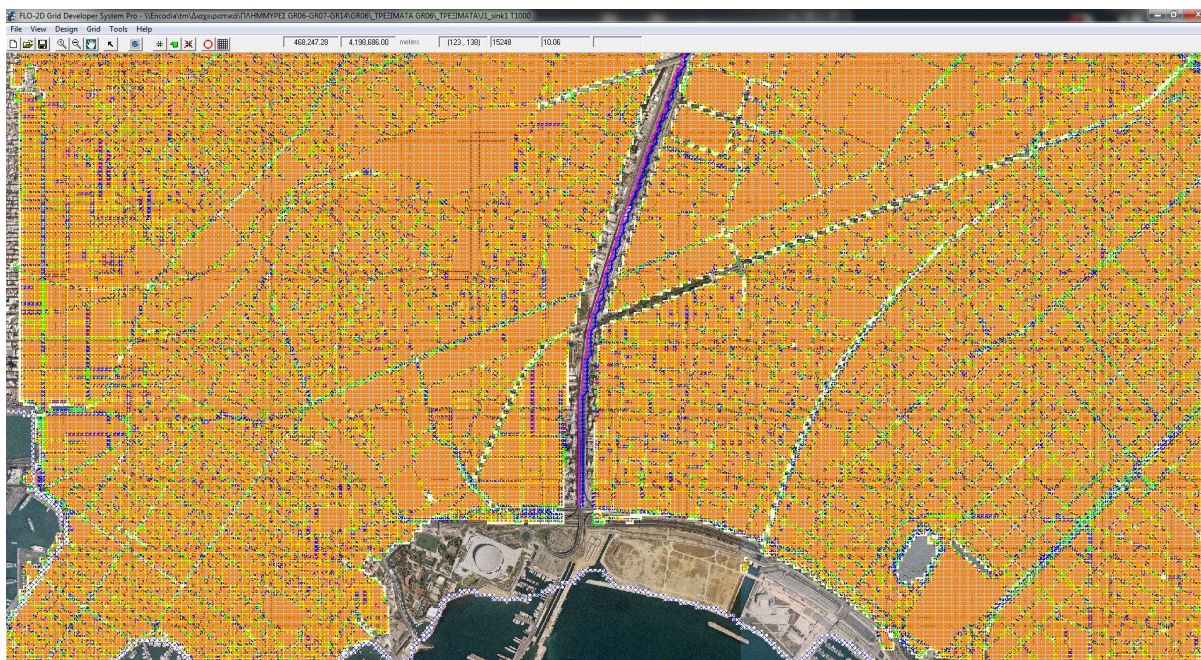 FLO-2D Grid Developer System Pro - \\Encodia\tm\Διαχειριστικά\ΠΛΗΜΜΥΡΕΣ GR06-GR07-GR14\GR06\_ΤΡΕΞΙΜΑΤΑ GR06\_ΤΡΕΞΙΜΑΤΑ\U1_sink1 T1000
File View Design Grid Tools Help
468,247.28 4,198,686.00 meters (123 , 138) 15248 10.06